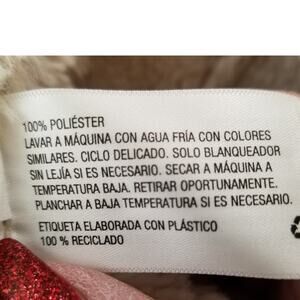 100% POLIÉSTER
LAVAR A MÁQUINA CON AGUA FRÍA CON COLORES
SIMILARES. CICLO DELICADO. SOLO BLANQUEADOR
SIN LEJÍA SI ES NECESARIO. SECAR A MÁQUINA A
TEMPERATURA BAJA. RETIRAR OPORTUNAMENTE.
PLANCHAR A BAJA TEMPERATURA SI ES NECESARIO.
ETIQUETA ELABORADA CON PLÁSTICO
100 % RECICLADO